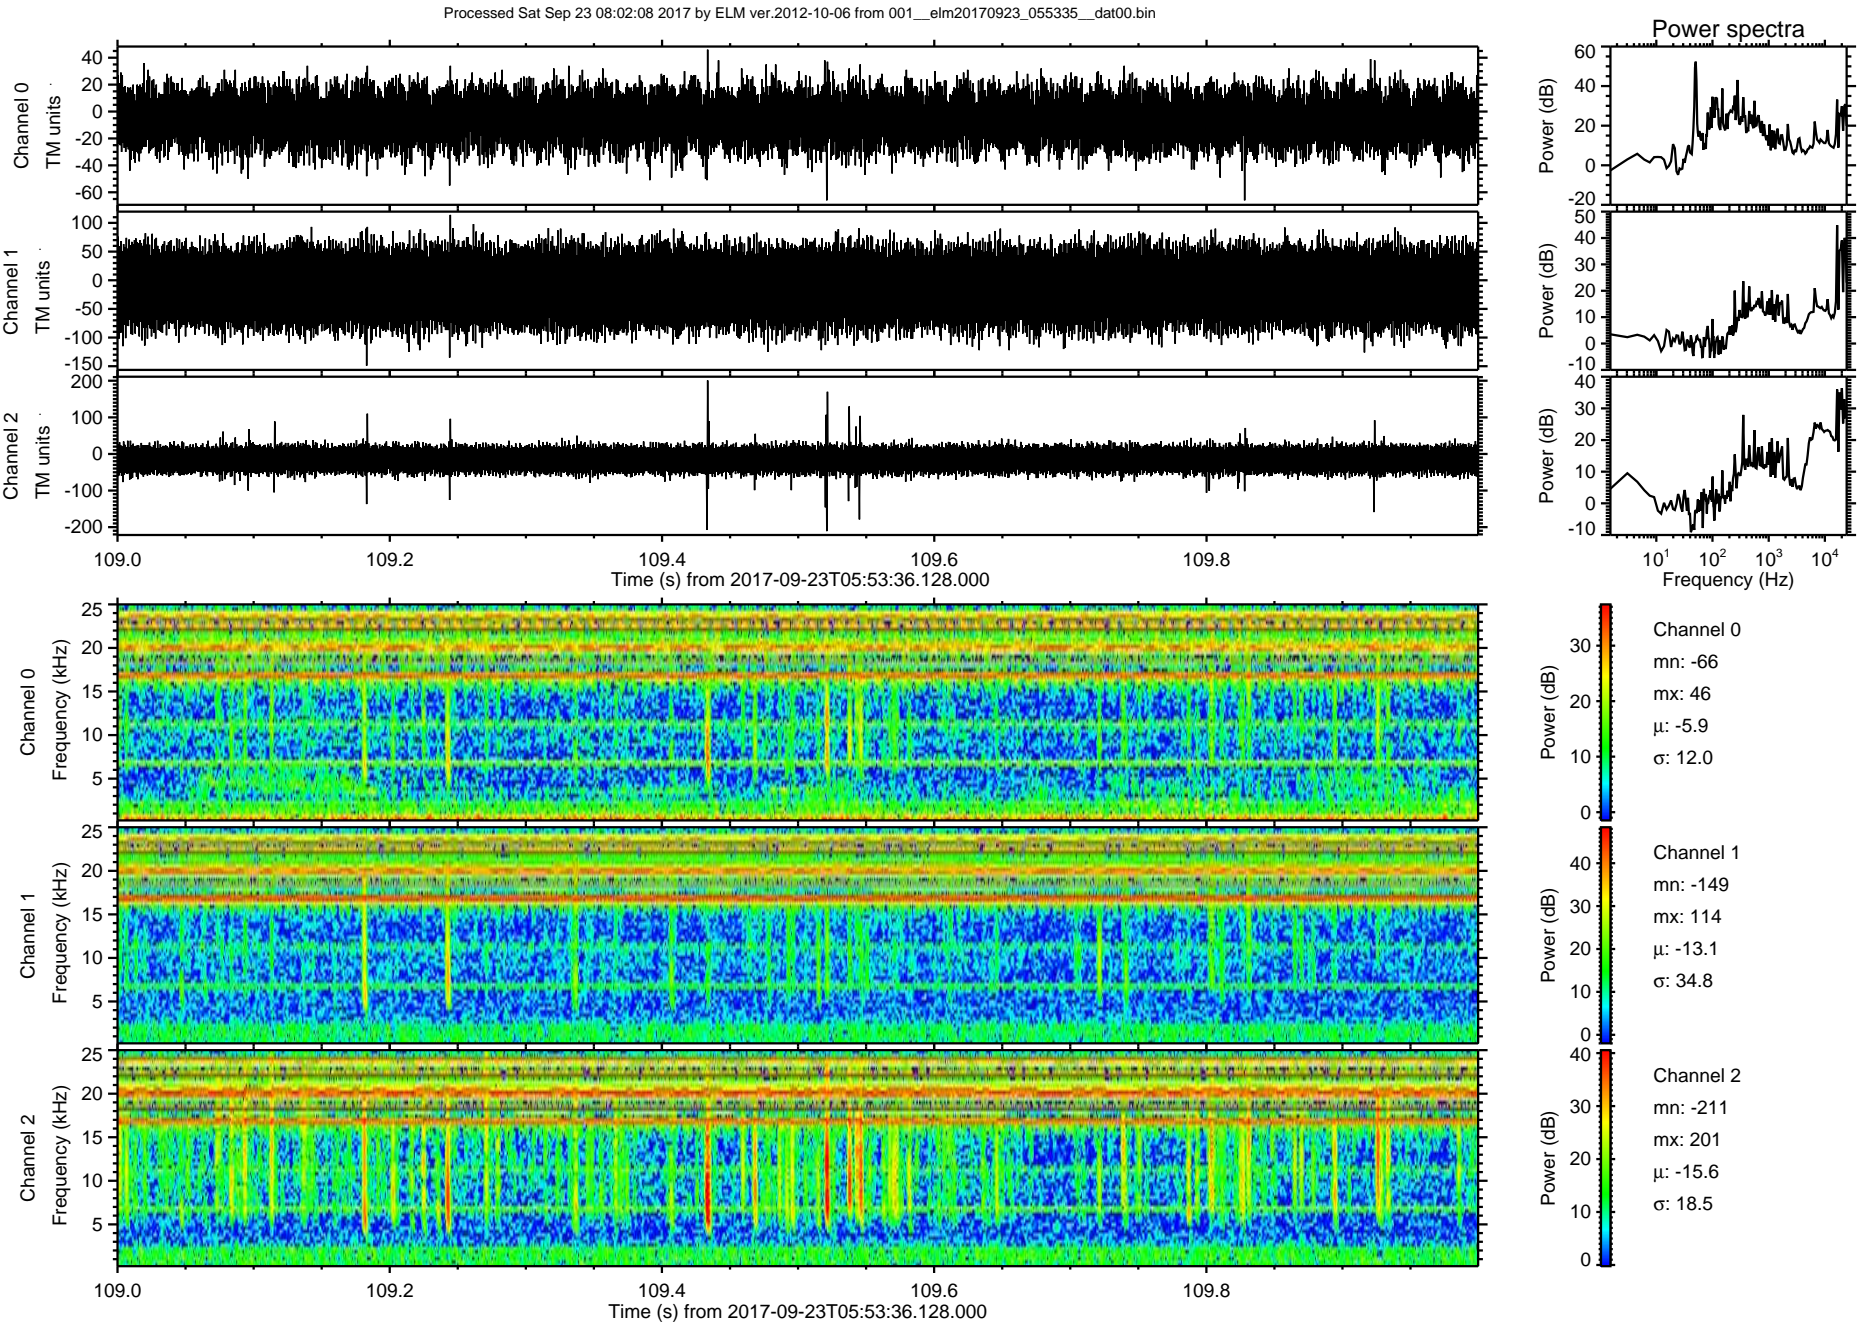 Processed Sat Sep 23 08:02:08 2017 by ELM ver.2012-10-06 from 001__elm20170923_055335__dat00.bin
Power spectra
Channel 0
TM units
40
20
0
-20
-40
-60
Power (dB)
60
40
20
0
-20
Channel 1
TM units
100
50
0
-50
-100
-150
Power (dB)
50
40
30
20
10
0
-10
Channel 2
TM units
200
100
0
-100
-200
Power (dB)
40
30
20
10
0
-10
109.0 109.2 109.4 109.6 109.8
Time (s) from 2017-09-23T05:53:36.128.000
10^1 10^2 10^3 10^4
Frequency (Hz)
Channel 0
Frequency (kHz)
25
20
15
10
5
Power (dB)
30
20
10
0
Channel 0
mn: -66
mx: 46
µ: -5.9
σ: 12.0
Channel 1
Frequency (kHz)
25
20
15
10
5
Power (dB)
40
30
20
10
0
Channel 1
mn: -149
mx: 114
µ: -13.1
σ: 34.8
Channel 2
Frequency (kHz)
25
20
15
10
5
Power (dB)
40
30
20
10
0
Channel 2
mn: -211
mx: 201
µ: -15.6
σ: 18.5
109.0 109.2 109.4 109.6 109.8
Time (s) from 2017-09-23T05:53:36.128.000